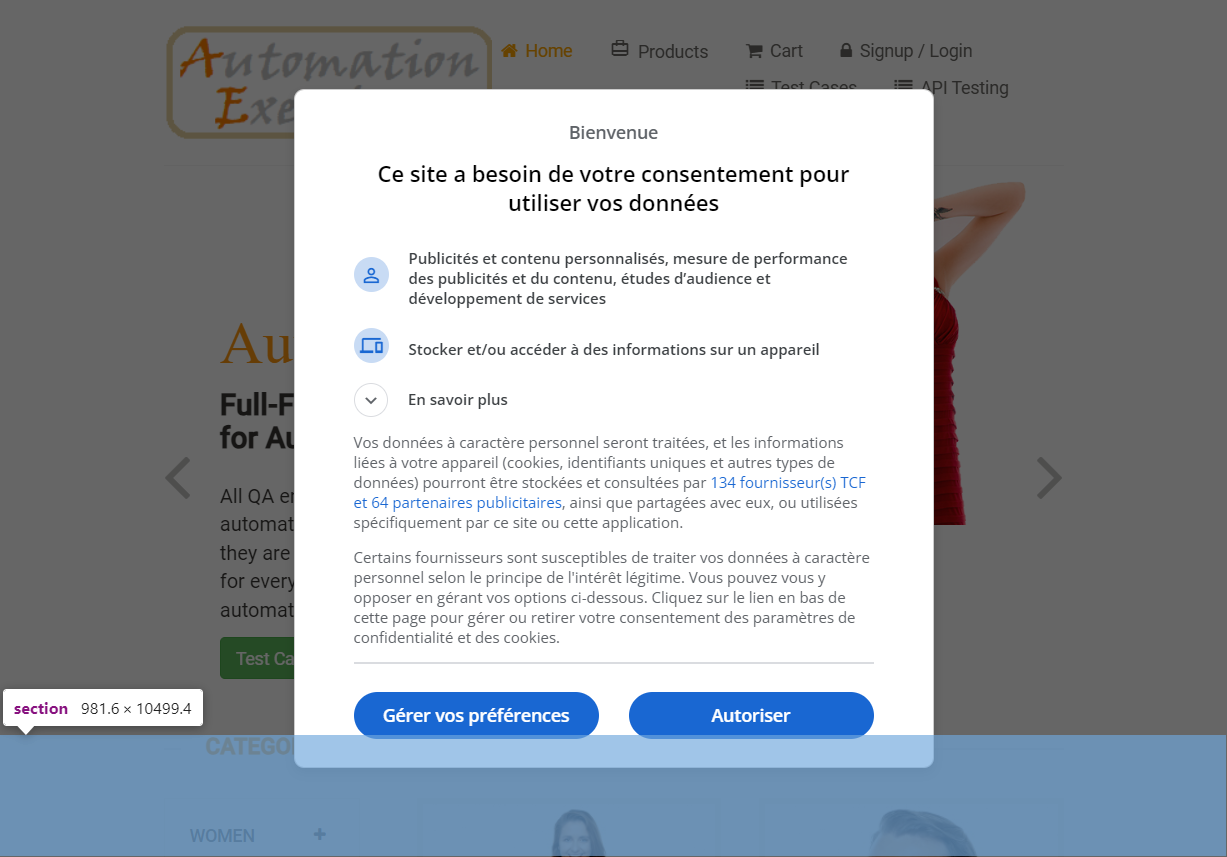 Automation
Home
Products
Cart
Signup / Login
Test Cases
API Testing
Bienvenue
Ce site a besoin de votre consentement pour
utiliser vos données
Publicités et contenu personnalisés, mesure de performance
des publicités et du contenu, études d’audience et
développement de services
Stocker et/ou accéder à des informations sur un appareil
En savoir plus
Vos données à caractère personnel seront traitées, et les informations
liées à votre appareil (cookies, identifiants uniques et autres types de
données) pourront être stockées et consultées par 134 fournisseur(s) TCF
et 64 partenaires publicitaires, ainsi que partagées avec eux, ou utilisées
spécifiquement par ce site ou cette application.
Certains fournisseurs sont susceptibles de traiter vos données à caractère
personnel selon le principe de l'intérêt légitime. Vous pouvez vous y
opposer en gérant vos options ci-dessous. Cliquez sur le lien en bas de
cette page pour gérer ou retirer votre consentement des paramètres de
confidentialité et des cookies.
Gérer vos préférences
Autoriser
Au
Full-F
for Au
All QA
automat
they are
for every
automat
Test Ca
section 981.6 × 10499.4
CATEGO
WOMEN